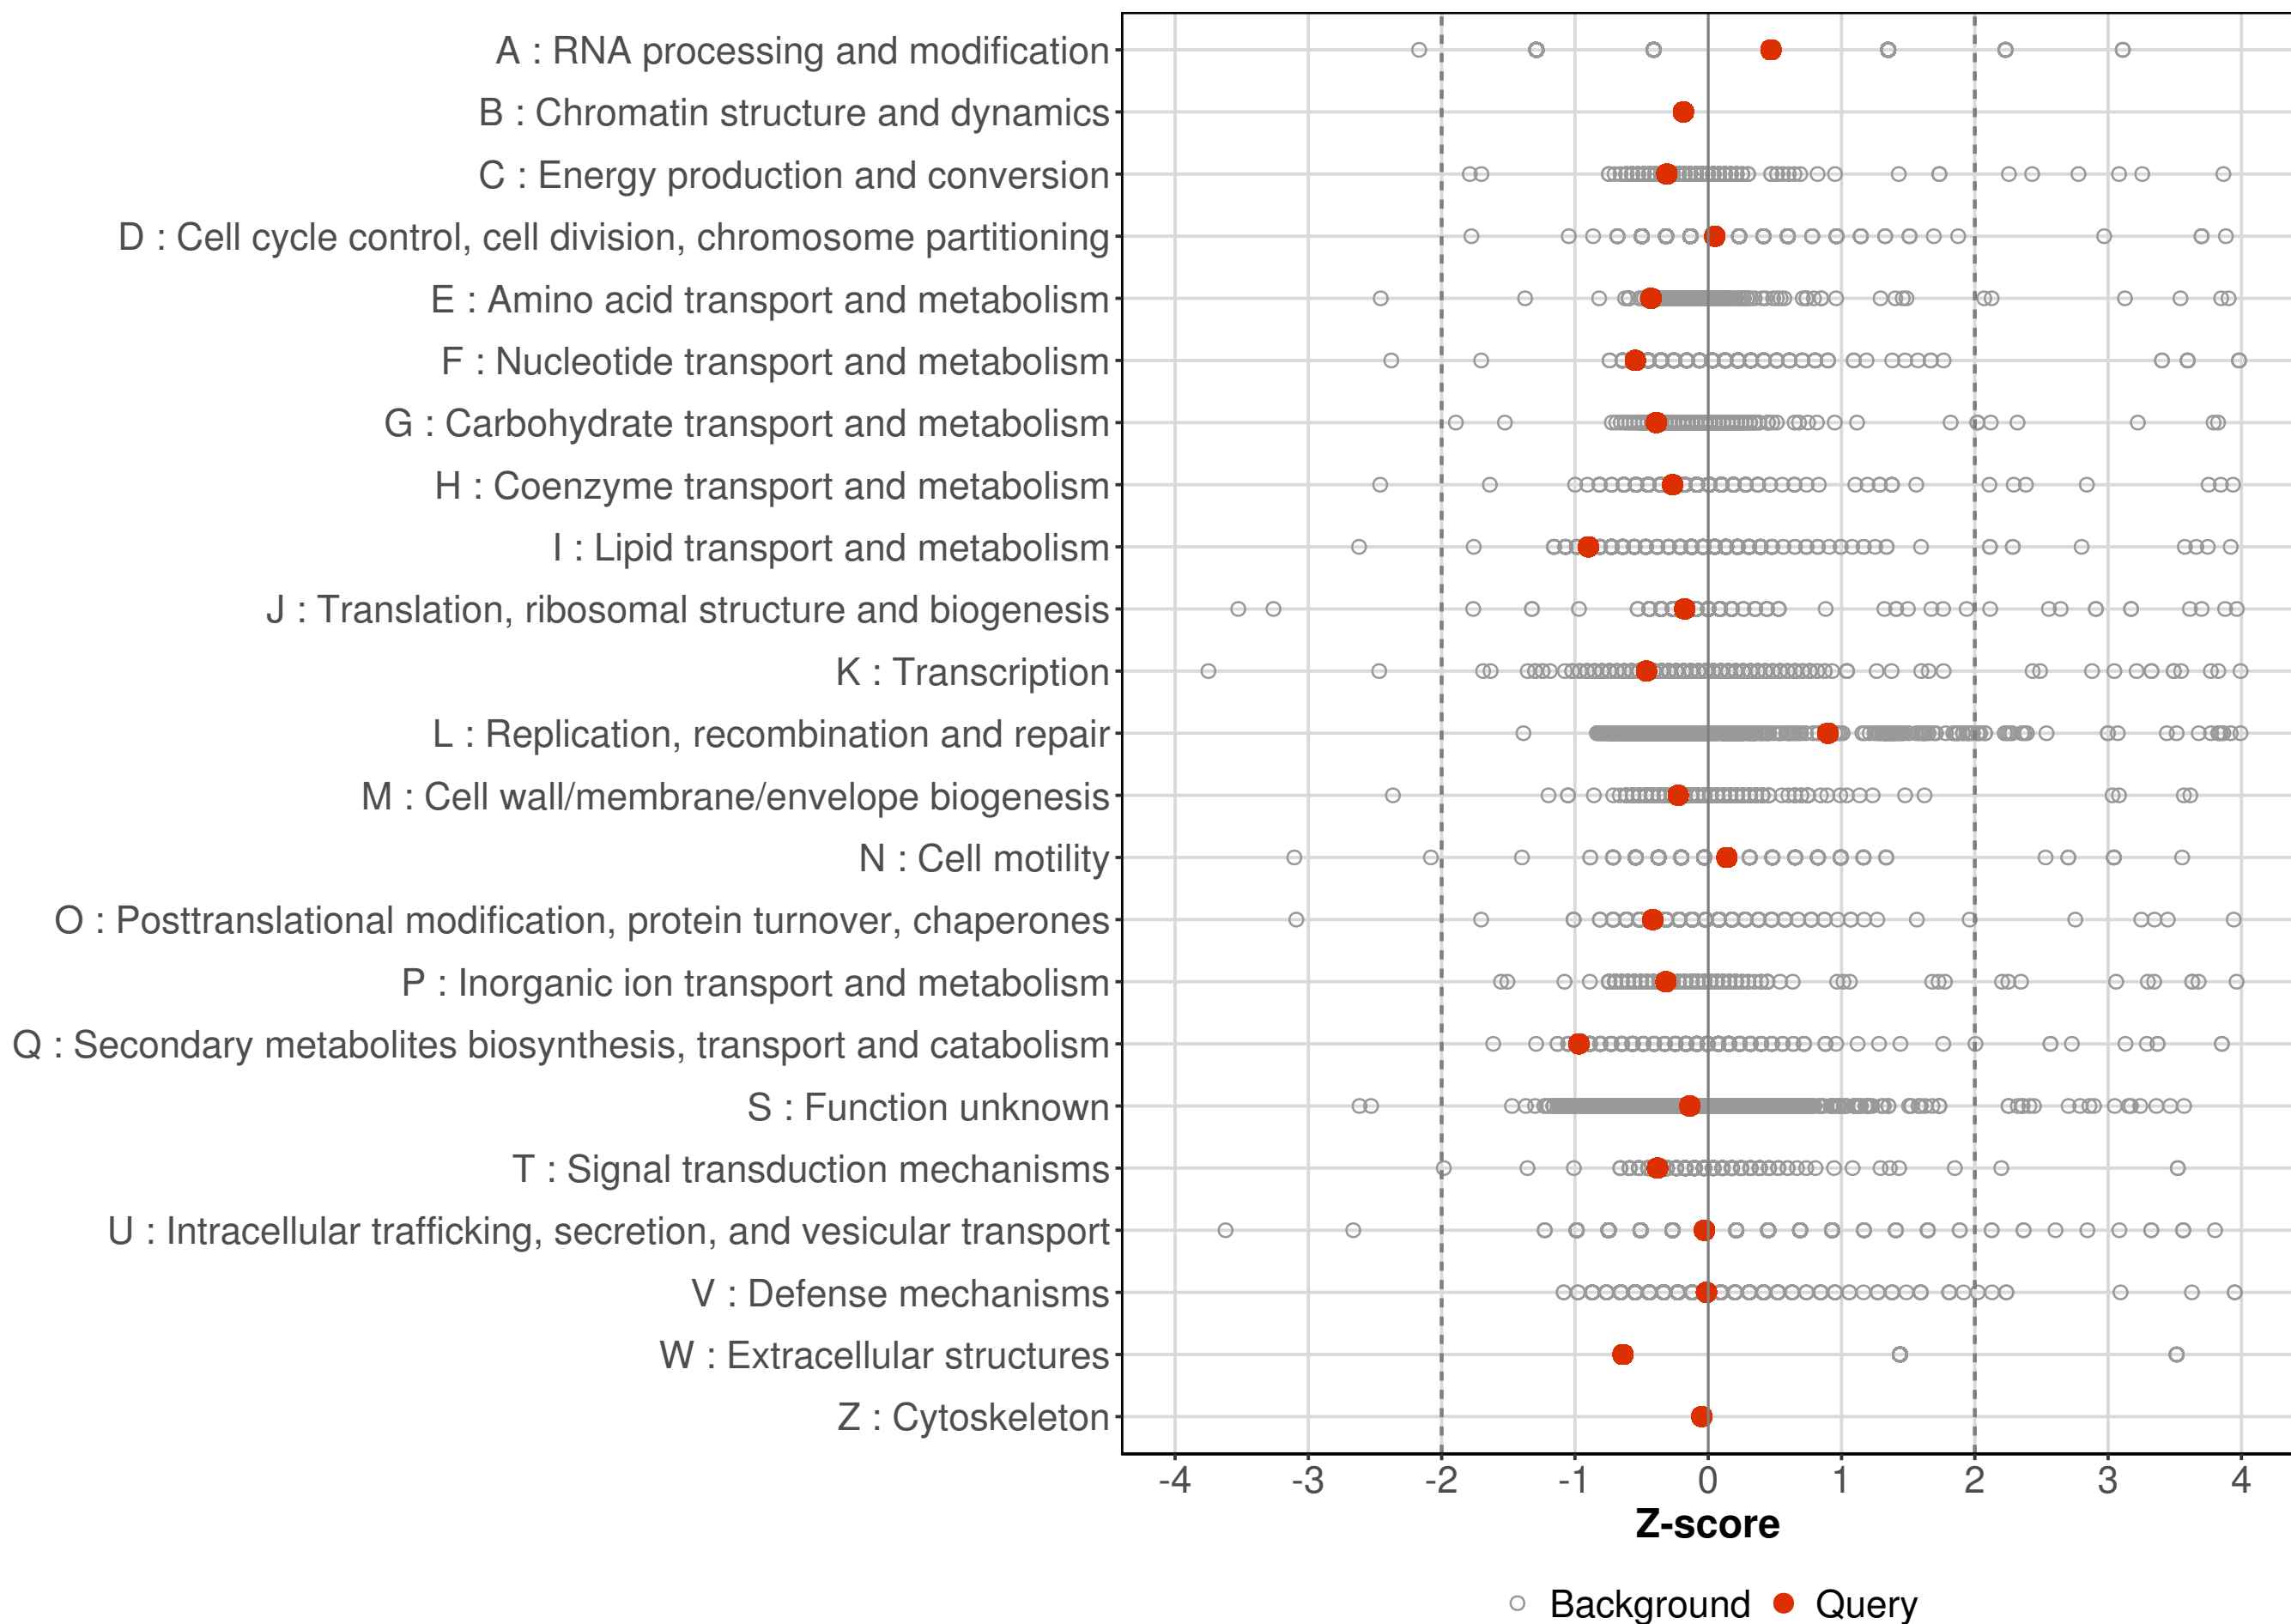 A : RNA processing and modification
B : Chromatin structure and dynamics
C : Energy production and conversion
D : Cell cycle control, cell division, chromosome partitioning
E : Amino acid transport and metabolism
F : Nucleotide transport and metabolism
G : Carbohydrate transport and metabolism
H : Coenzyme transport and metabolism
I : Lipid transport and metabolism
J : Translation, ribosomal structure and biogenesis
K : Transcription
L : Replication, recombination and repair
M : Cell wall/membrane/envelope biogenesis
N : Cell motility
O : Posttranslational modification, protein turnover, chaperones
P : Inorganic ion transport and metabolism
Q : Secondary metabolites biosynthesis, transport and catabolism
S : Function unknown
T : Signal transduction mechanisms
U : Intracellular trafficking, secretion, and vesicular transport
V : Defense mechanisms
W : Extracellular structures
Z : Cytoskeleton
-4 -3 -2 -1 0 1 2 3 4
Z-score
Background Query